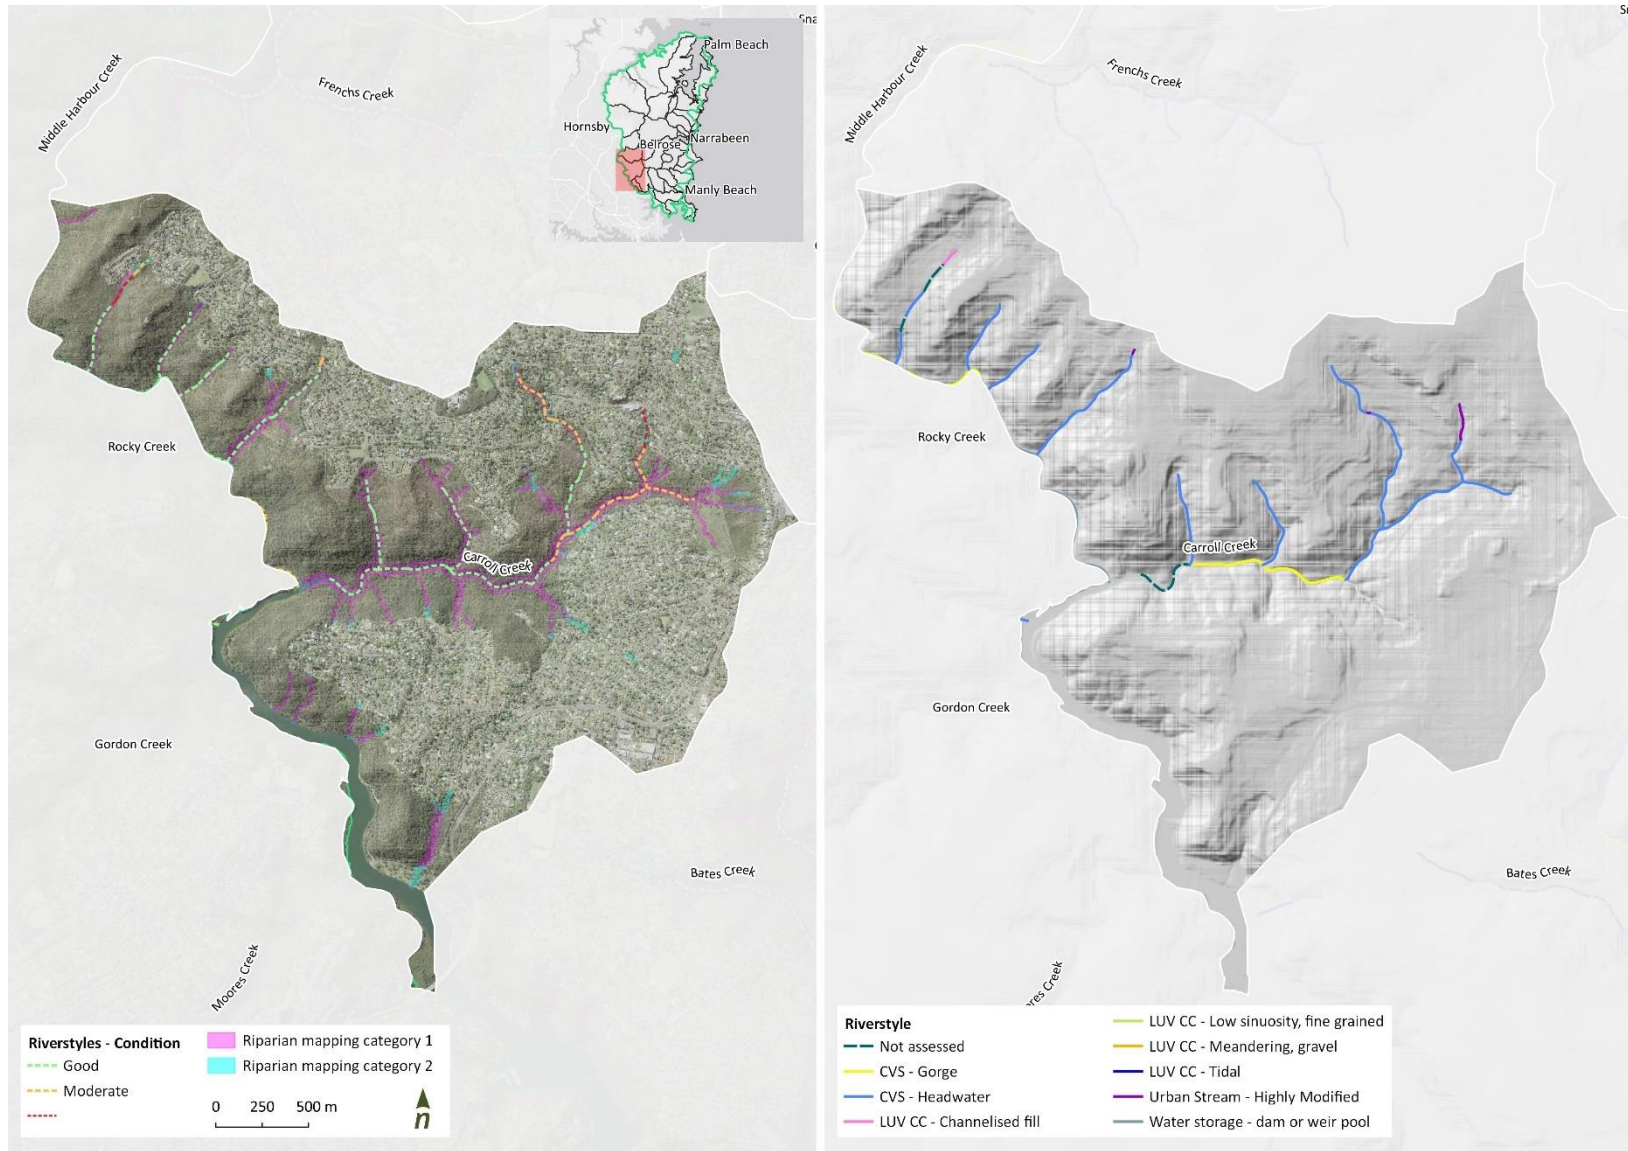 Sna
Palm Beach
Middle Harbour Creek
Frenchs Creek
Hornsby
Narrabeen
Belrose
Manly Beach
Rocky Creek
Carroll Creek
Gordon Creek
Bates Creek
Moores Creek
Riverstyles - Condition
Good
Moderate
Riparian mapping category 1
Riparian mapping category 2
0 250 500 m
n
Middle Harbour Creek
Frenchs Creek
Rocky Creek
Carroll Creek
Gordon Creek
Bates Creek
res Creek
Riverstyle
Not assessed
CVS - Gorge
CVS - Headwater
LUV CC - Channelised fill
LUV CC - Low sinuosity, fine grained
LUV CC - Meandering, gravel
LUV CC - Tidal
Urban Stream - Highly Modified
Water storage - dam or weir pool